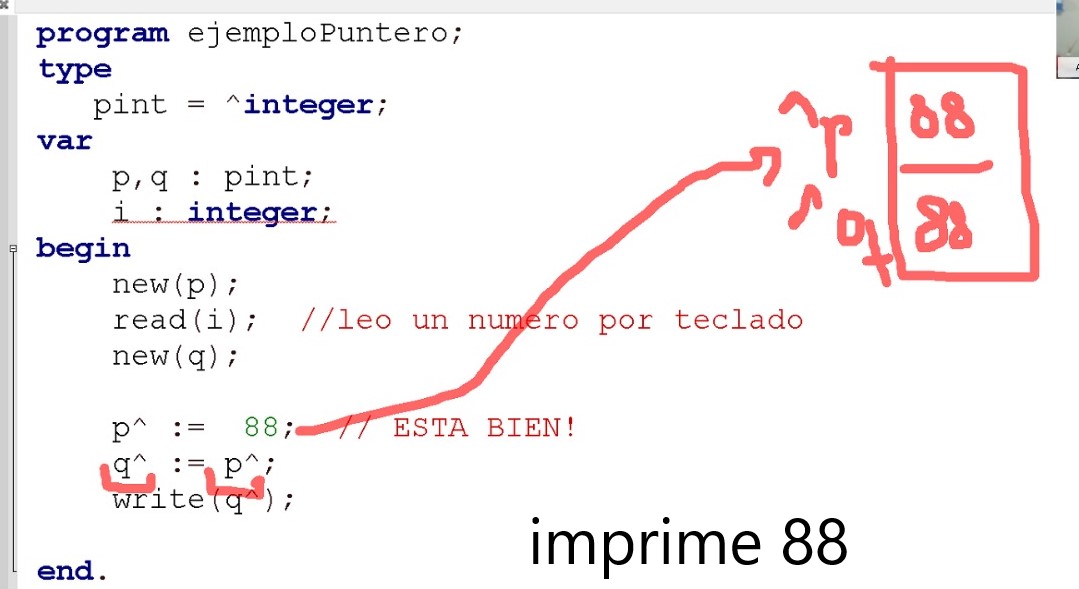 program ejemploPuntero;
type
pint = ^integer;
var
p,q : pint;
i : integer;
begin
new(p);
read(i); //leo un numero por teclado
new(q);
p^ := 88; // ESTA BIEN!
q^ := p^;
write(q^);
end.
^p 88
^q 88
imprime 88